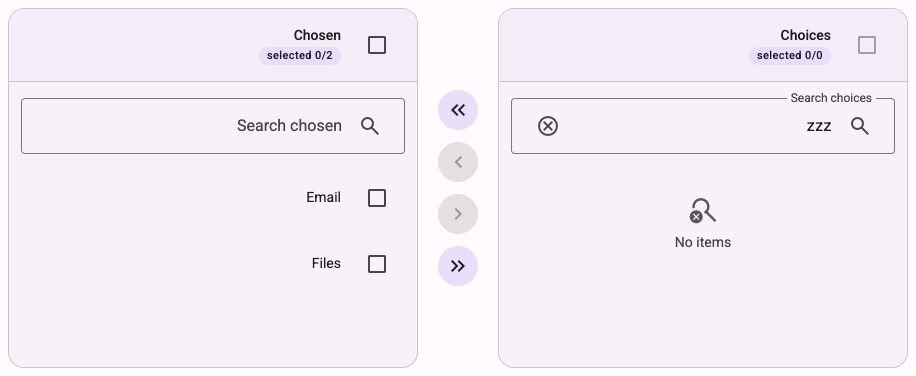 Chosen
selected 0/2
Search chosen
Email
Files
Choices
selected 0/0
Search choices
zzz
No items